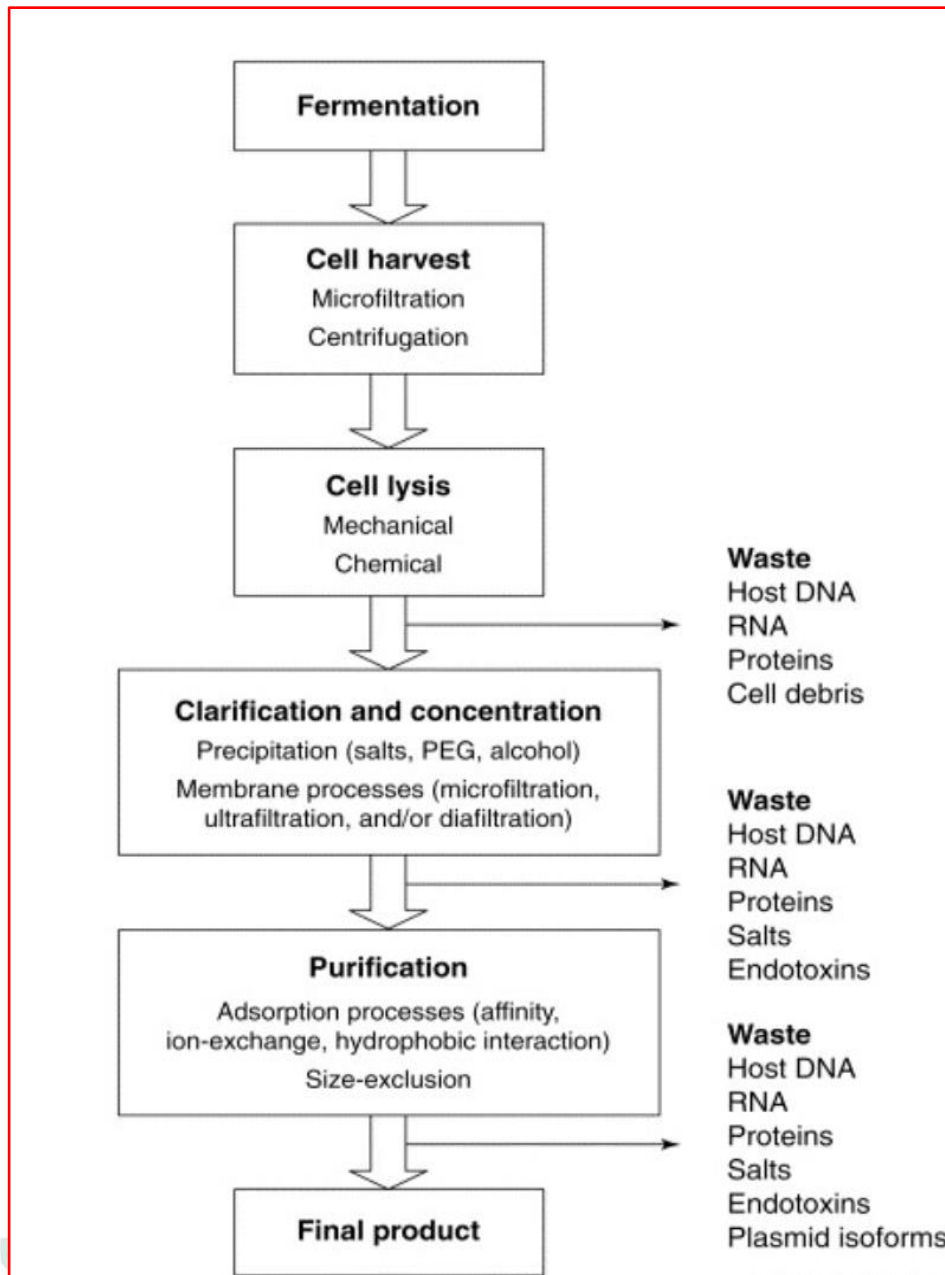 Fermentation
Cell harvest
Microfiltration
Centrifugation
Cell lysis
Mechanical
Chemical
Waste
Host DNA
RNA
Proteins
Cell debris
Clarification and concentration
Precipitation (salts, PEG, alcohol)
Membrane processes (microfiltration,
ultrafiltration, and/or diafiltration)
Waste
Host DNA
RNA
Proteins
Salts
Endotoxins
Purification
Adsorption processes (affinity,
ion-exchange, hydrophobic interaction)
Size-exclusion
Waste
Host DNA
RNA
Proteins
Salts
Endotoxins
Plasmid isoforms
Final product